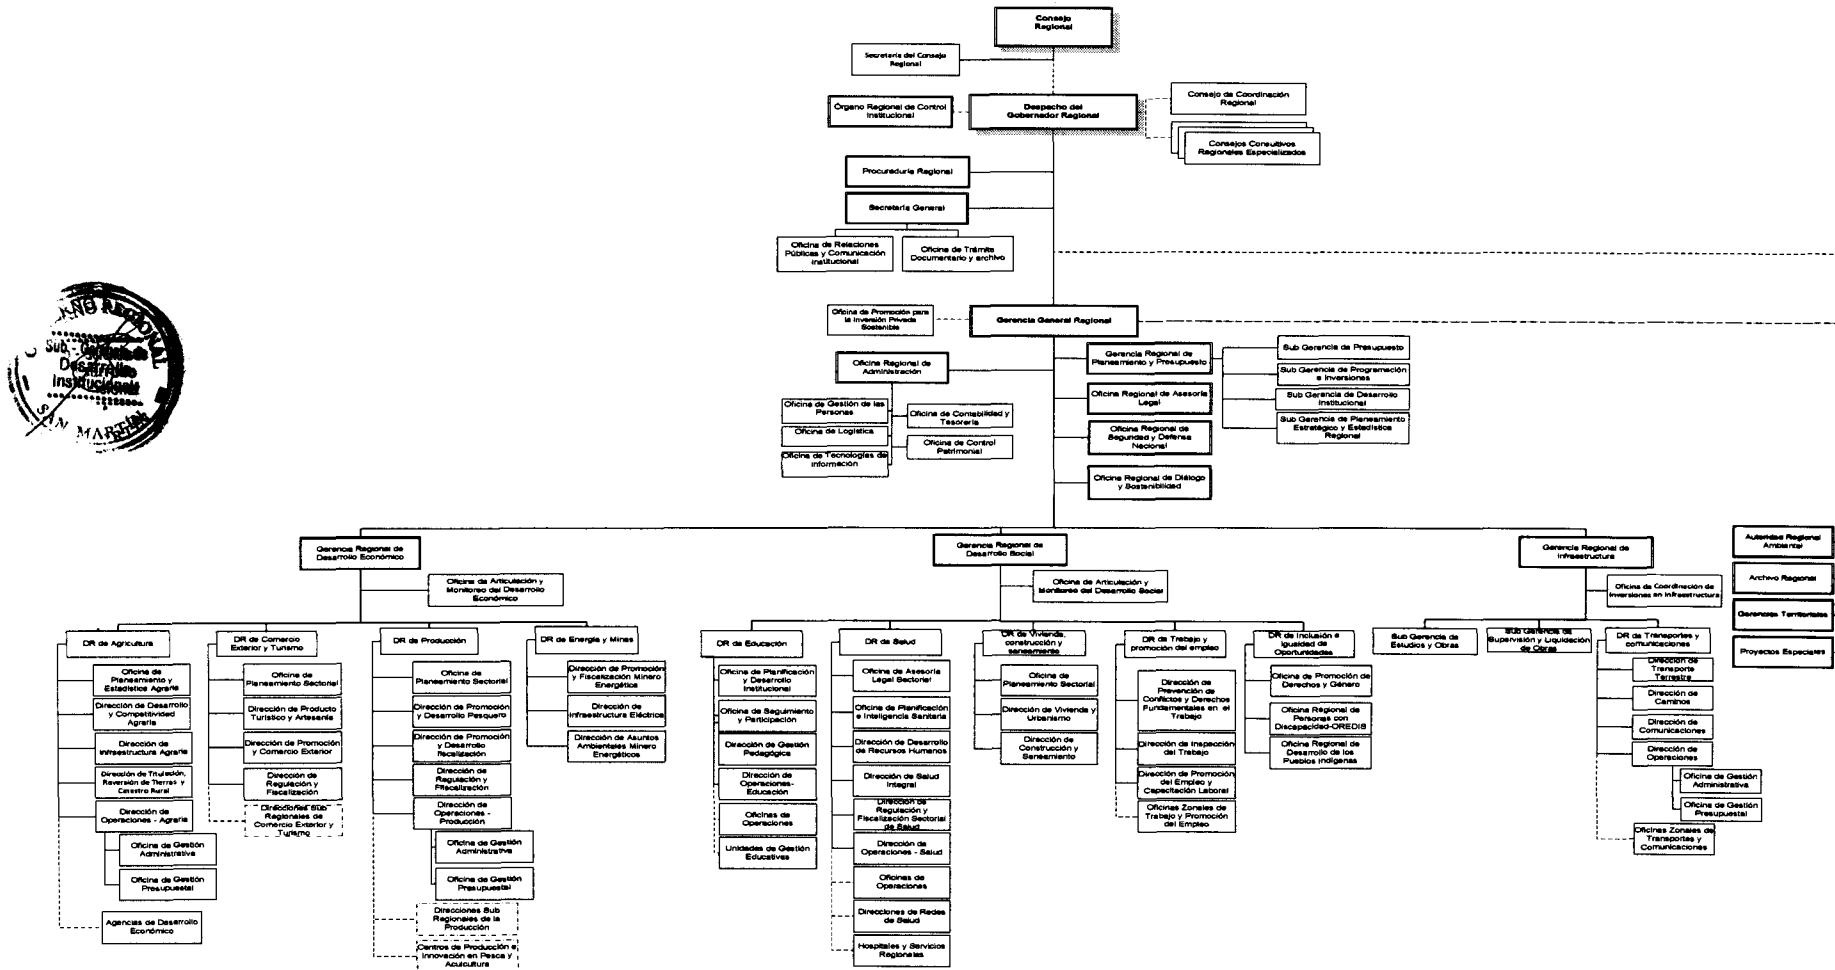 Consejo
Regional
Secretaría del Consejo
Regional
Órgano Regional de Control
Institucional
Despacho del
Gobernador Regional
Consejo de Coordinación
Regional
Consejos Consultivos
Regionales Especializados
Procuraduría Regional
Secretaría General
Oficina de Relaciones
Públicas y Comunicación
Institucional
Oficina de Trámite
Documentario y archivo
Oficina de Promoción para
la Inversión Privada
Sostenible
Gerencia General Regional
REGIONAL
Sub - Gerencia de
Desarrollo
Institucional
SAN MARTIN
Oficina Regional de
Administración
Gerencia Regional de
Planeamiento y Presupuesto
Sub Gerencia de Presupuesto
Sub Gerencia de Programación
e Inversiones
Sub Gerencia de Desarrollo
Institucional
Sub Gerencia de Planeamiento
Estratégico y Estadística
Regional
Oficina de Gestión de las
Personas
Oficina de Logística
Oficina de Tecnologías de
Información
Oficina de Contabilidad y
Tesorería
Oficina de Control
Patrimonial
Oficina Regional de Asesoría
Legal
Oficina Regional de
Seguridad y Defensa
Nacional
Oficina Regional de Diálogo
y Sostenibilidad
Gerencia Regional de
Desarrollo Económico
Gerencia Regional de
Desarrollo Social
Gerencia Regional de
Infraestructura
Autoridad Regional
Ambiental
Archivo Regional
Gerencias Territoriales
Proyectos Especiales
Oficina de Articulación y
Monitoreo del Desarrollo
Económico
Oficina de Articulación y
Monitoreo del Desarrollo Social
Oficina de Coordinación de
Inversiones en Infraestructura
DR de Agricultura
Oficina de
Planeamiento y
Estadística Agraria
Dirección de Desarrollo
y Competitividad
Agraria
Dirección de
Infraestructura Agraria
Dirección de Titulación,
Reversión de Tierras y
Catastro Rural
Dirección de
Operaciones - Agraria
Oficina de Gestión
Administrativa
Oficina de Gestión
Presupuestal
Agencias de Desarrollo
Económico
DR de Comercio
Exterior y Turismo
Oficina de
Planeamiento Sectorial
Dirección de Producto
Turístico y Artesanía
Dirección de Promoción
y Comercio Exterior
Dirección de
Regulación y
Fiscalización
Direcciones Sub
Regionales de
Comercio Exterior y
Turismo
DR de Producción
Oficina de
Planeamiento Sectorial
Dirección de Promoción
y Desarrollo Pesquero
Dirección de Promoción
y Desarrollo
fiscalización
Dirección de
Regulación y
Fiscalización
Dirección de
Operaciones -
Producción
Oficina de Gestión
Administrativa
Oficina de Gestión
Presupuestal
Direcciones Sub
Regionales de la
Producción
Centros de Producción e
Innovación en Pesca y
Acuicultura
DR de Energía y Minas
Dirección de Promoción
y Fiscalización Minero
Energética
Dirección de
Infraestructura Eléctrica
Dirección de Asuntos
Ambientales Minero
Energéticos
DR de Educación
Oficina de Planificación
y Desarrollo
Institucional
Oficina de Seguimiento
y Participación
Dirección de Gestión
Pedagógica
Dirección de
Operaciones-
Educación
Oficinas de
Operaciones
Unidades de Gestión
Educativas
DR de Salud
Oficina de Asesoría
Legal Sectorial
Oficina de Planificación
e Inteligencia Sanitaria
Dirección de Desarrollo
de Recursos Humanos
Dirección de Salud
Integral
Dirección de
Regulación y
Fiscalización Sectorial
de Salud
Dirección de
Operaciones - Salud
Oficinas de
Operaciones
Direcciones de Redes
de Salud
Hospitales y Servicios
Regionales
DR de Vivienda,
construcción y
saneamiento
Oficina de
Planeamiento Sectorial
Dirección de Vivienda y
Urbanismo
Dirección de
Construcción y
Saneamiento
DR de Trabajo y
promoción del empleo
Dirección de
Prevención de
Conflictos y Derechos
Fundamentales en el
Trabajo
Dirección de Inspección
del Trabajo
Dirección de Promoción
del Empleo y
Capacitación Laboral
Oficinas Zonales de
Trabajo y Promoción
del Empleo
DR de Inclusión e
Igualdad de
Oportunidades
Oficina de Promoción de
Derechos y Género
Oficina Regional de
Personas con
Discapacidad-OREDIS
Oficina Regional de
Desarrollo de los
Pueblos Indígenas
Sub Gerencia de
Estudios y Obras
Sub Gerencia de
Supervisión y Liquidación
de Obras
DR de Transportes y
comunicaciones
Dirección de
Transporte
Terrestre
Dirección de
Caminos
Dirección de
Comunicaciones
Dirección de
Operaciones
Oficina de Gestión
Administrativa
Oficina de Gestión
Presupuestal
Oficinas Zonales de
Transportes y
Comunicaciones